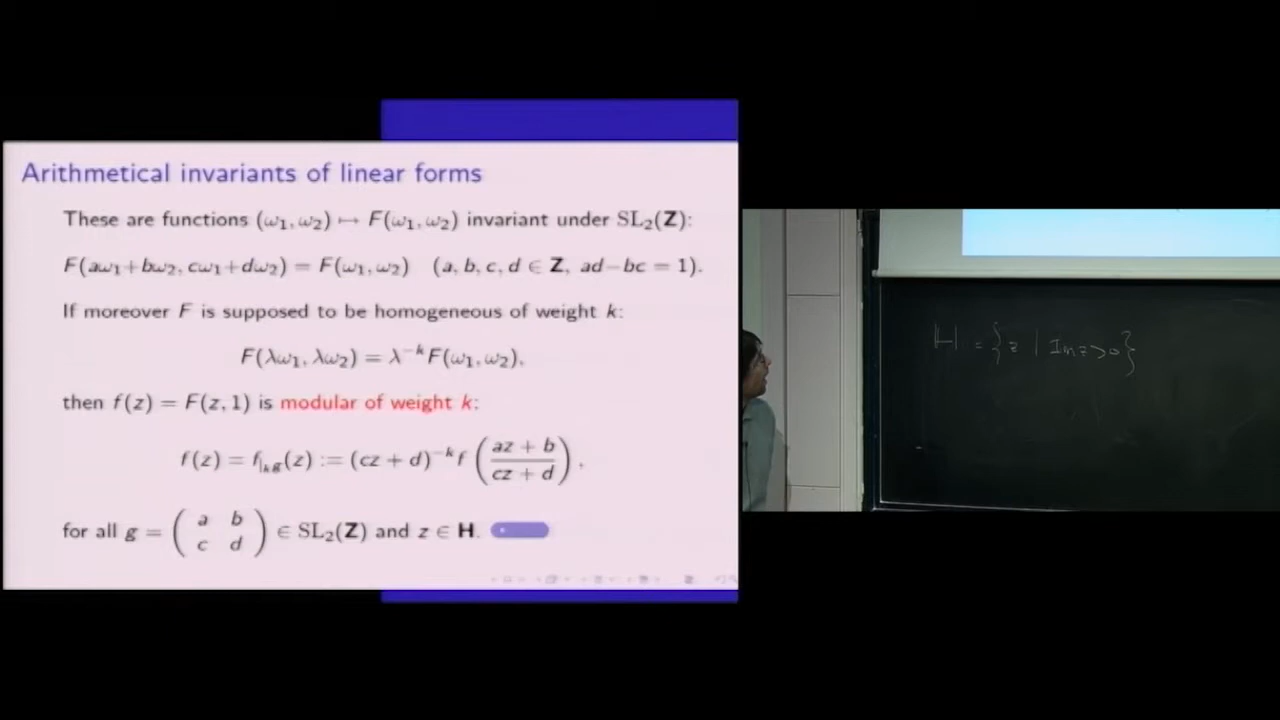 Arithmetical invariants of linear forms
These are functions (ω₁, ω₂) ↦ F(ω₁, ω₂) invariant under SL₂(𝐙):
F(aω₁+bω₂, cω₁+dω₂) = F(ω₁, ω₂) (a, b, c, d ∈ 𝐙, ad−bc = 1).
If moreover F is supposed to be homogeneous of weight k:
F(λω₁, λω₂) = λ⁻ᵏF(ω₁, ω₂),
then f(z) = F(z, 1) is modular of weight k:
f(z) = f|ₖg(z) := (cz + d)⁻ᵏ f ( (az + b)/(cz + d) ),
for all g = ( a b
c d ) ∈ SL₂(𝐙) and z ∈ 𝐇.
H = { z | Im z > 0 }